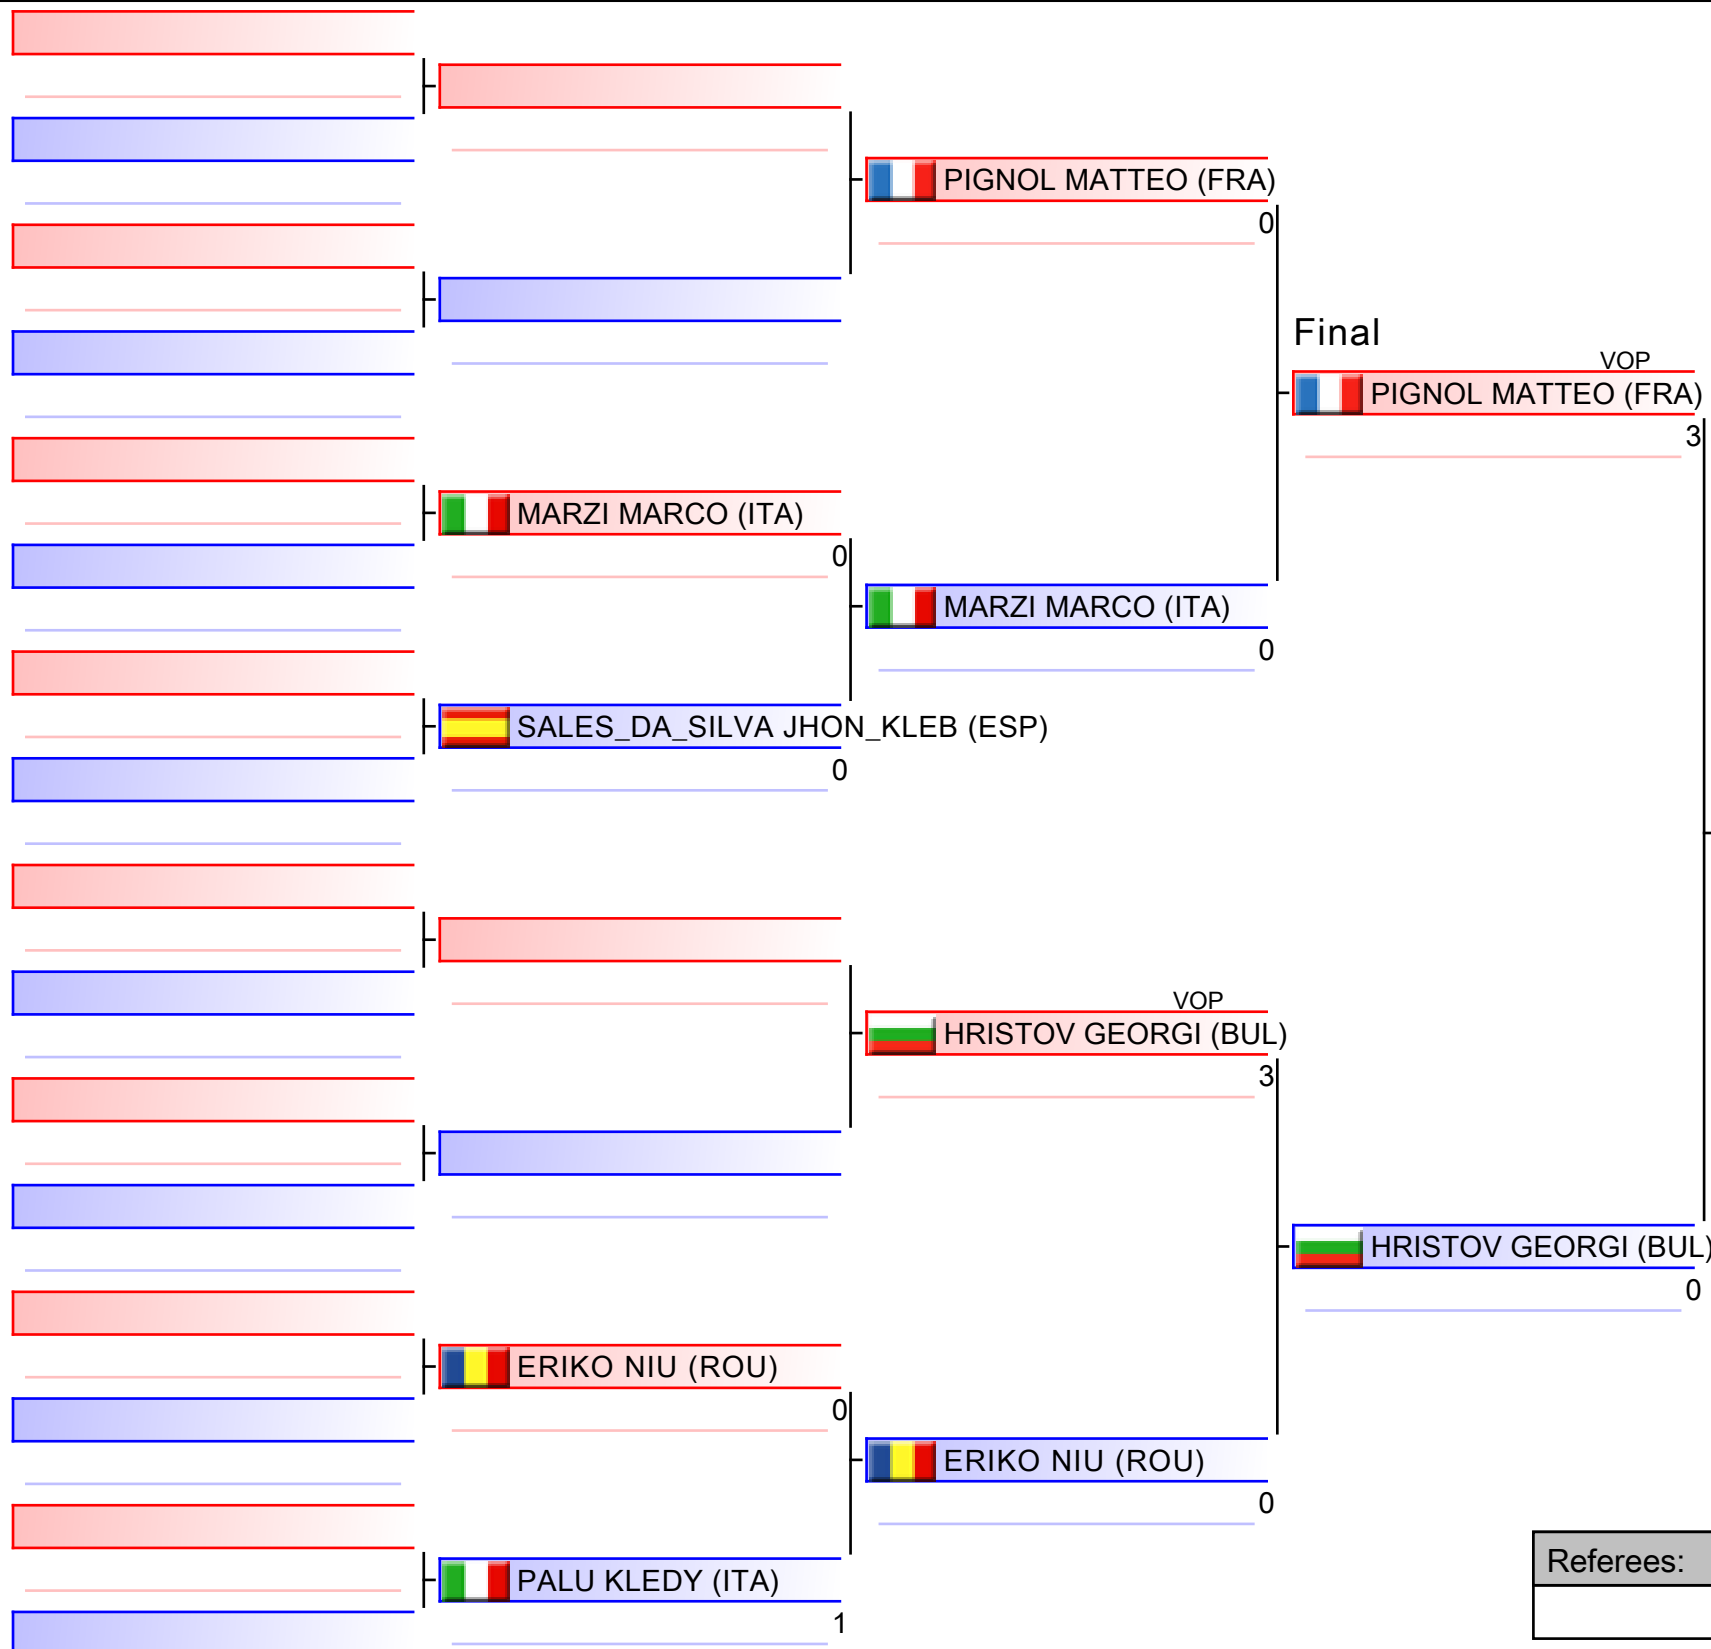 PIGNOL MATTEO (FRA)
0
Final
VOP
PIGNOL MATTEO (FRA)
3
MARZI MARCO (ITA)
0
MARZI MARCO (ITA)
0
SALES_DA_SILVA JHON_KLEB (ESP)
0
VOP
HRISTOV GEORGI (BUL)
3
HRISTOV GEORGI (BUL)
0
ERIKO NIU (ROU)
0
ERIKO NIU (ROU)
0
PALU KLEDY (ITA)
1
Referees: